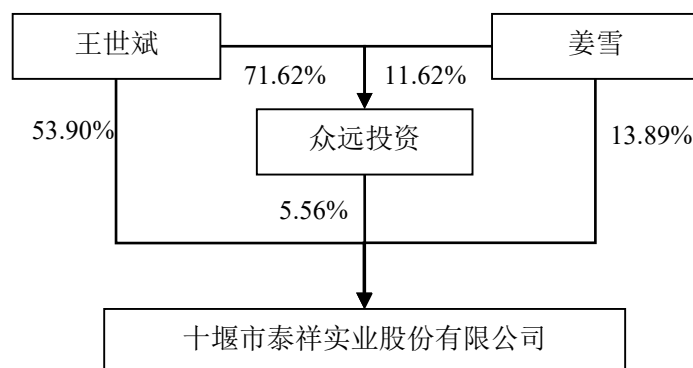 王世斌
姜雪
71.62%
11.62%
53.90%
众远投资
13.89%
5.56%
十堰市泰祥实业股份有限公司